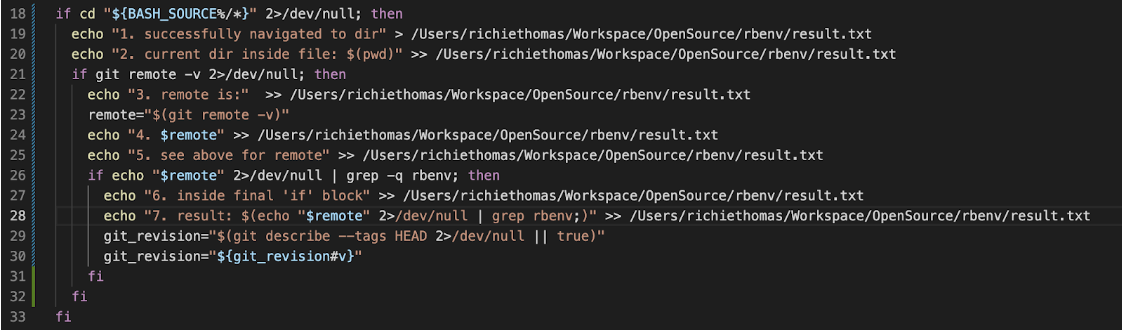 18 if cd "${BASH_SOURCE%/*}" 2>/dev/null; then
19 echo "1. successfully navigated to dir" > /Users/richiethomas/Workspace/OpenSource/rbenv/result.txt
20 echo "2. current dir inside file: $(pwd)" >> /Users/richiethomas/Workspace/OpenSource/rbenv/result.txt
21 if git remote -v 2>/dev/null; then
22 echo "3. remote is:"  >> /Users/richiethomas/Workspace/OpenSource/rbenv/result.txt
23 remote="$(git remote -v)"
24 echo "4. $remote" >> /Users/richiethomas/Workspace/OpenSource/rbenv/result.txt
25 echo "5. see above for remote" >> /Users/richiethomas/Workspace/OpenSource/rbenv/result.txt
26 if echo "$remote" 2>/dev/null | grep -q rbenv; then
27 echo "6. inside final 'if' block" >> /Users/richiethomas/Workspace/OpenSource/rbenv/result.txt
28 echo "7. result: $(echo "$remote" 2>/dev/null | grep rbenv;)" >> /Users/richiethomas/Workspace/OpenSource/rbenv/result.txt
29 git_revision="$(git describe --tags HEAD 2>/dev/null || true)"
30 git_revision="${git_revision#v}"
31 fi
32 fi
33 fi